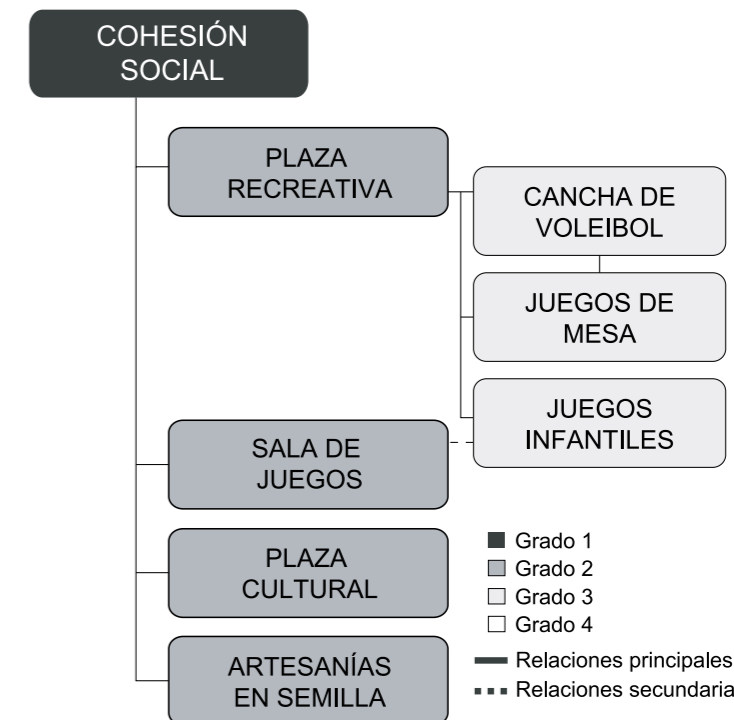 COHESIÓN
SOCIAL
PLAZA
RECREATIVA
CANCHA DE
VOLEIBOL
JUEGOS DE
MESA
JUEGOS
INFANTILES
SALA DE
JUEGOS
PLAZA
CULTURAL
ARTESANÍAS
EN SEMILLA
Grado 1
Grado 2
Grado 3
Grado 4
Relaciones principales
Relaciones secundaria